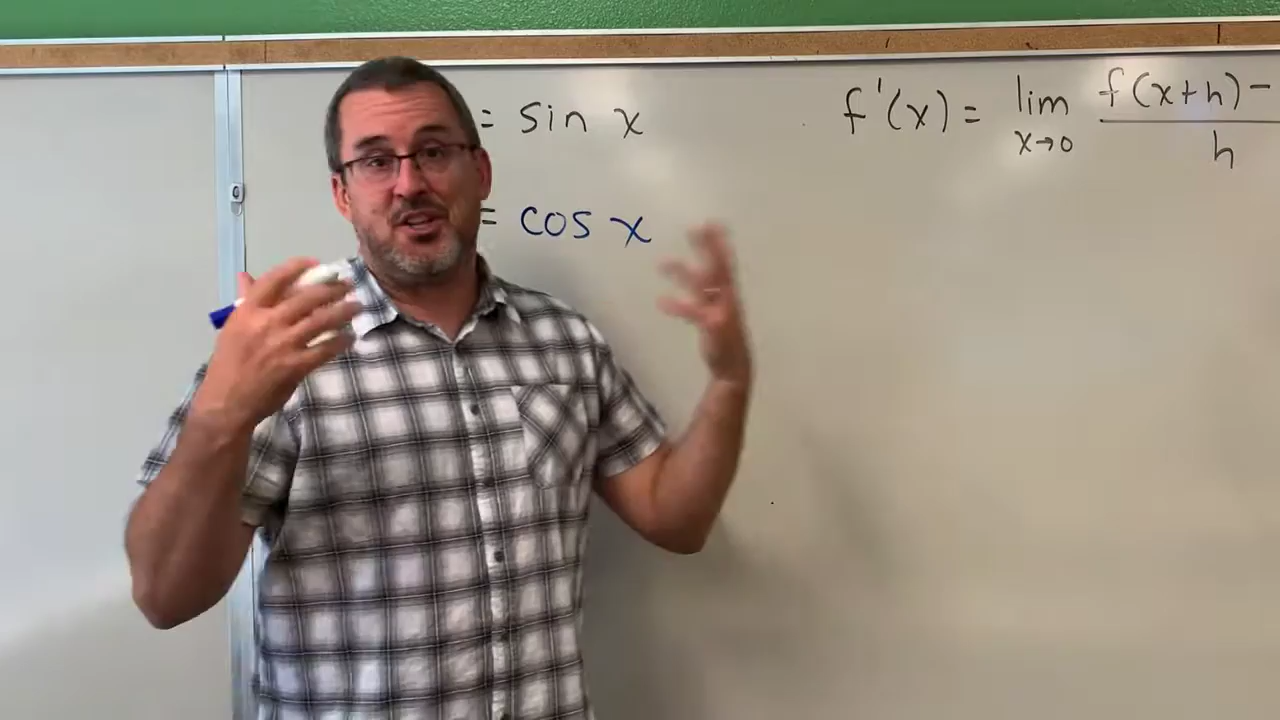 = sin x
= cos x
f'(x) = lim x→0 f(x+h) -
h